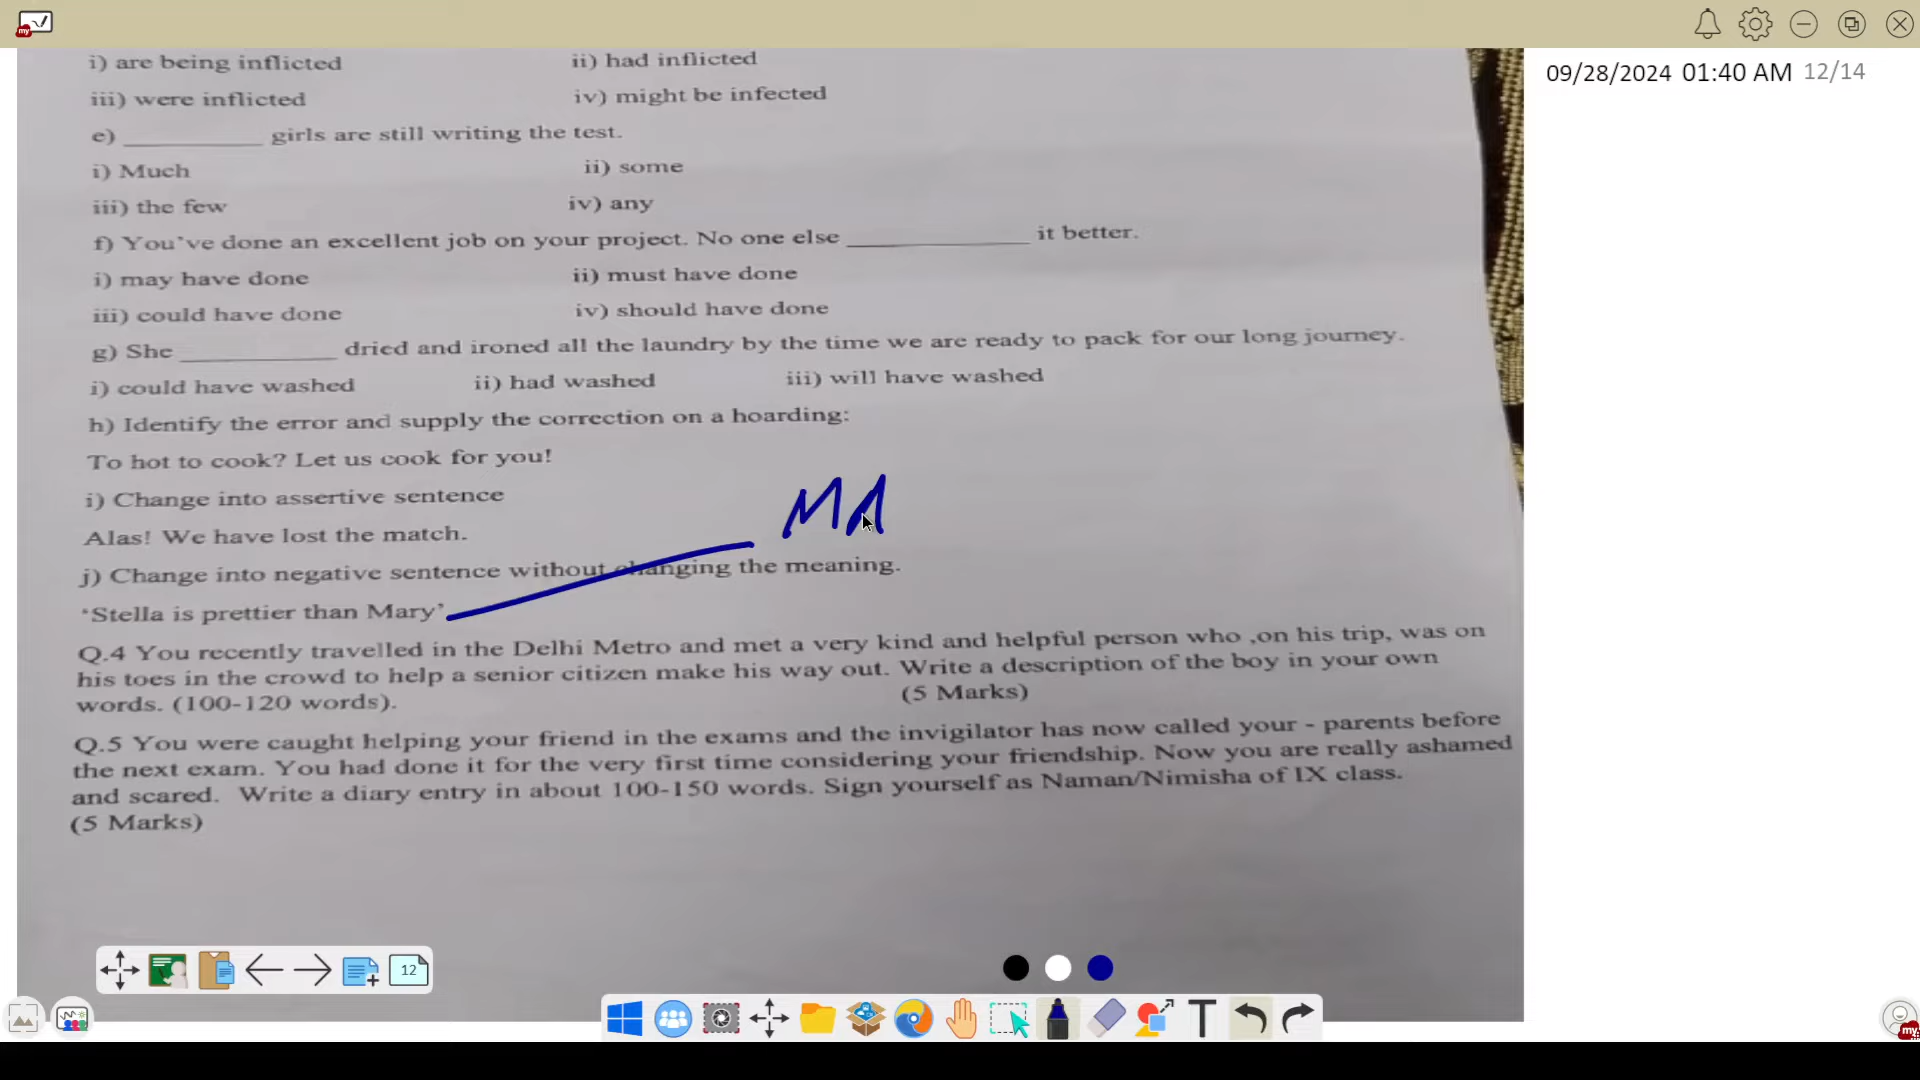 09/28/2024 01:40 AM 12/14
i) are being inflicted ii) had inflicted
iii) were inflicted iv) might be infected
e) __________ girls are still writing the test.
i) Much ii) some
iii) the few iv) any
f) You've done an excellent job on your project. No one else _____________ it better.
i) may have done ii) must have done
iii) could have done iv) should have done
g) She ___________ dried and ironed all the laundry by the time we are ready to pack for our long journey.
i) could have washed ii) had washed iii) will have washed
h) Identify the error and supply the correction on a hoarding:
To hot to cook? Let us cook for you!
i) Change into assertive sentence
Alas! We have lost the match.
MA
j) Change into negative sentence without changing the meaning.
‘Stella is prettier than Mary’
Q.4 You recently travelled in the Delhi Metro and met a very kind and helpful person who ,on his trip, was on
his toes in the crowd to help a senior citizen make his way out. Write a description of the boy in your own
words. (100-120 words). (5 Marks)
Q.5 You were caught helping your friend in the exams and the invigilator has now called your - parents before
the next exam. You had done it for the very first time considering your friendship. Now you are really ashamed
and scared. Write a diary entry in about 100-150 words. Sign yourself as Naman/Nimisha of IX class.
(5 Marks)
12
T
my
my